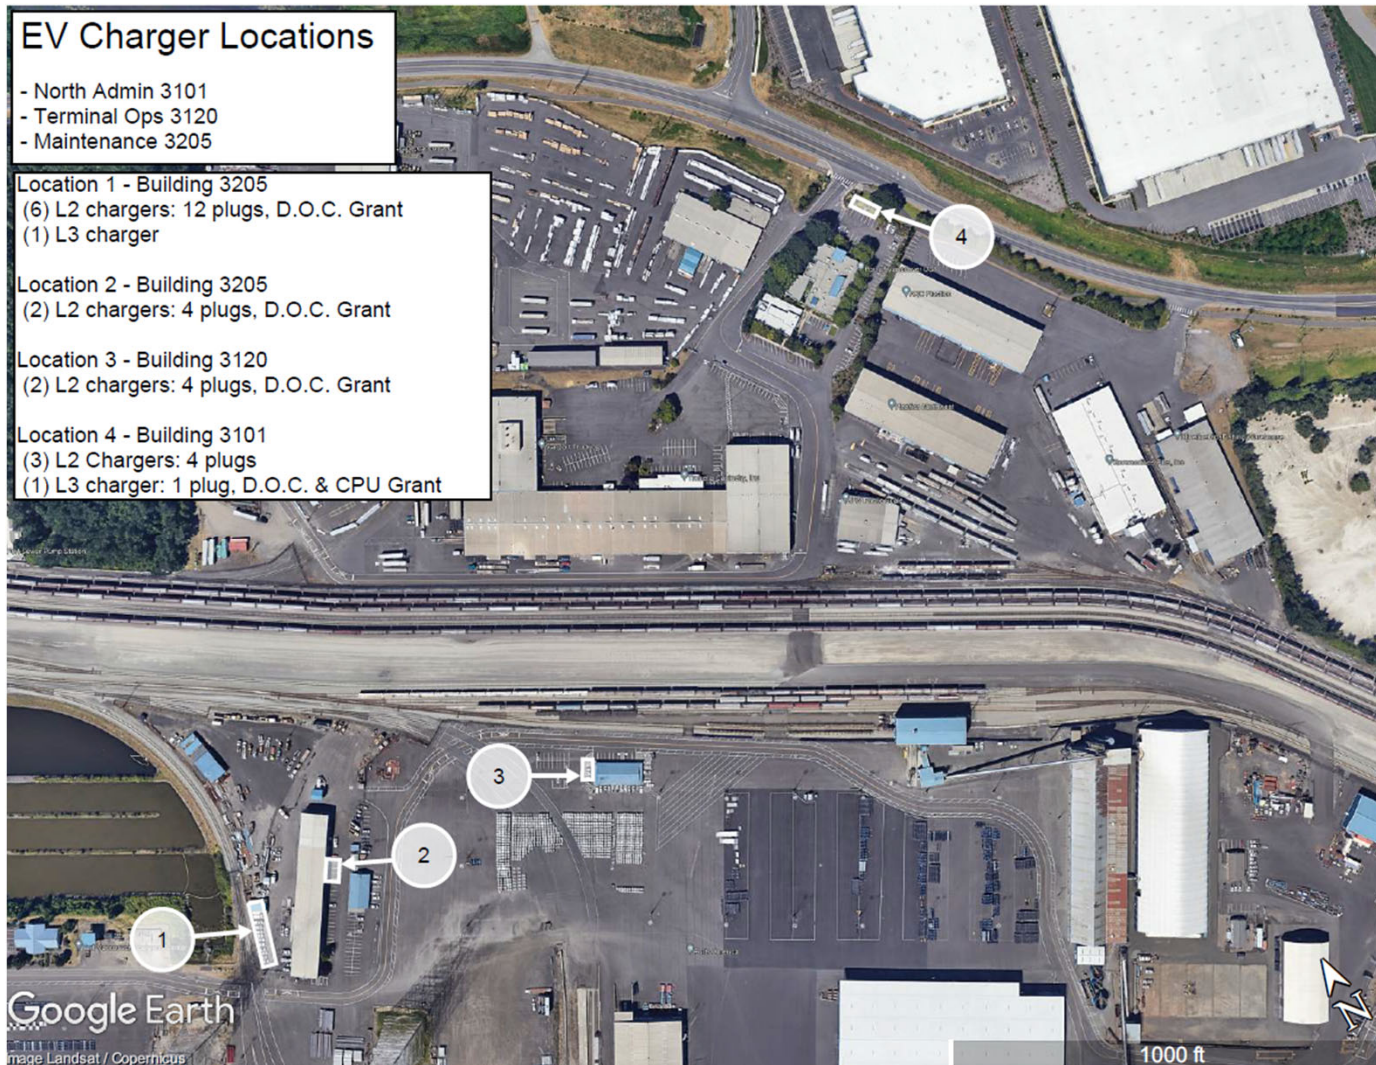 EV Charger Locations
- North Admin 3101
- Terminal Ops 3120
- Maintenance 3205
Location 1 - Building 3205
(6) L2 chargers: 12 plugs, D.O.C. Grant
(1) L3 charger
Location 2 - Building 3205
(2) L2 chargers: 4 plugs, D.O.C. Grant
Location 3 - Building 3120
(2) L2 chargers: 4 plugs, D.O.C. Grant
Location 4 - Building 3101
(3) L2 Chargers: 4 plugs
(1) L3 charger: 1 plug, D.O.C. & CPU Grant
4
3
2
1
Google Earth
mage Landsat / Copernicus
N
1000 ft